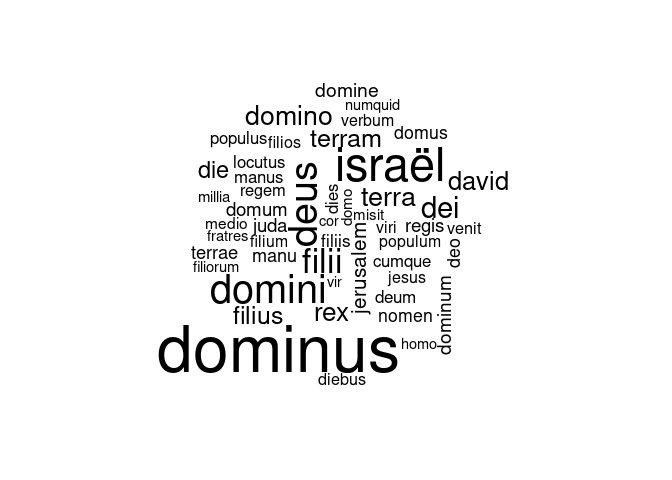 domine
numquid
domino verbum
populus filios terram domus
die locutus israël
manus david
millia regem deus dies domo terra dei
domum
medio juda cor misit viri regis venit
fratres filium filiis populum deo
terrae manu filii jerusalem cumque
filiorum jesus
domini vir deum dominum
filius rex nomen
dominus homo
diebus